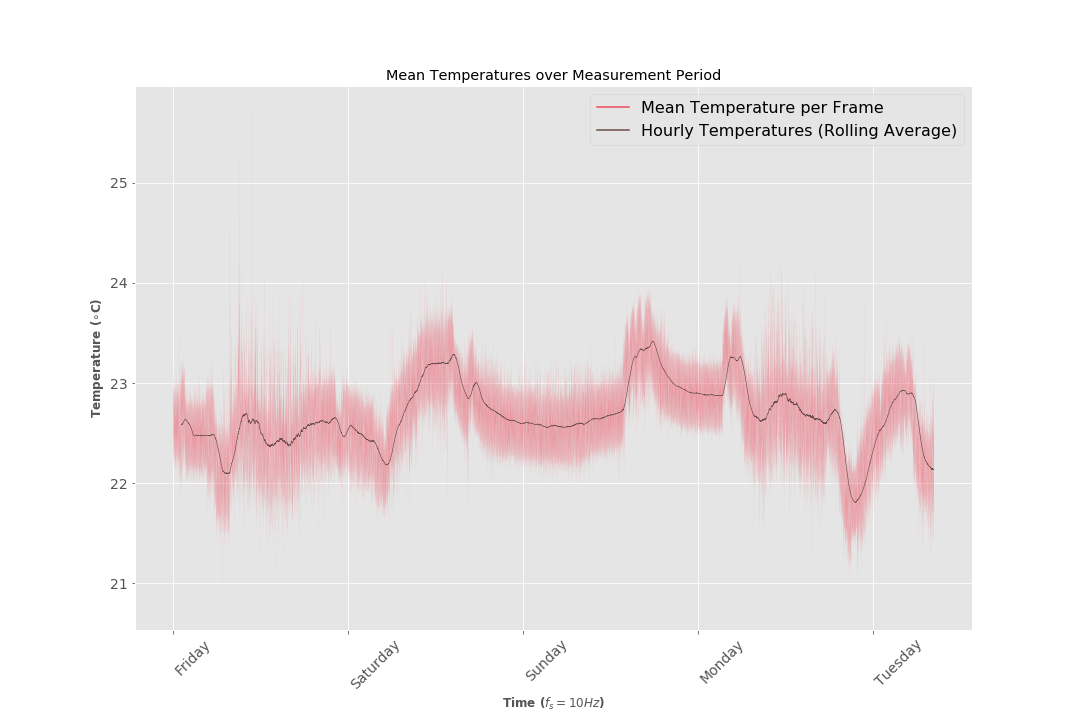 Mean Temperatures over Measurement Period
Mean Temperature per Frame
Hourly Temperatures (Rolling Average)
25
24
23
22
21
Temperature (∘C)
Friday
Saturday
Sunday
Monday
Tuesday
Time (fₛ = 10Hz)